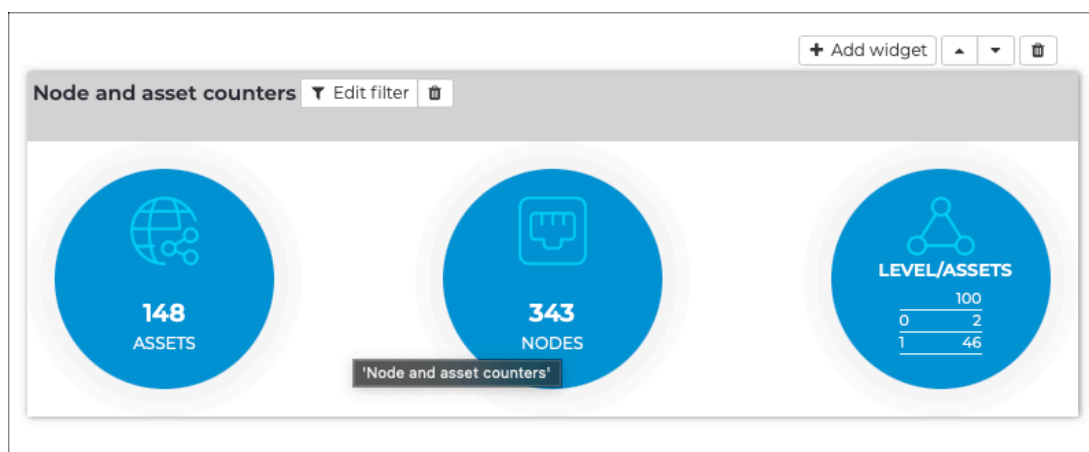 Add widget
Node and asset counters Edit filter
148
ASSETS
343
NODES
LEVEL/ASSETS
100
0 2
1 46
'Node and asset counters'